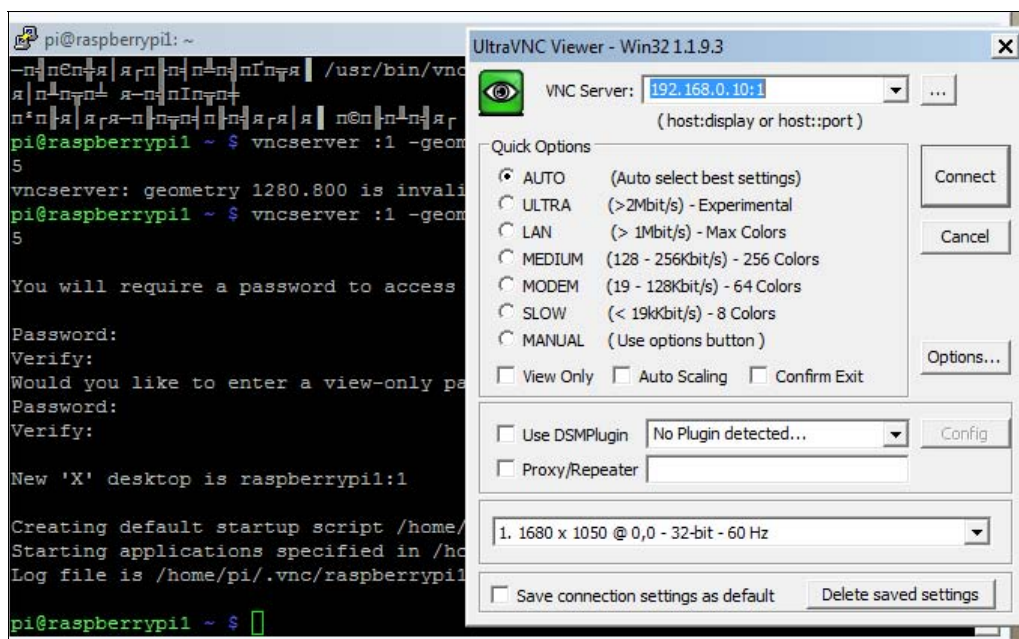 pi@raspberrypi1: ~
/usr/bin/vnc
pi@raspberrypi1 ~ $ vncserver :1 -geom
5
vncserver: geometry 1280.800 is invali
pi@raspberrypi1 ~ $ vncserver :1 -geom
5
You will require a password to access
Password:
Verify:
Would you like to enter a view-only pa
Password:
Verify:
New 'X' desktop is raspberrypi1:1
Creating default startup script /home/
Starting applications specified in /ho
Log file is /home/pi/.vnc/raspberrypi1
pi@raspberrypi1 ~ $
UltraVNC Viewer - Win32 1.1.9.3
VNC Server: 192.168.0.10:1 ...
( host:display or host::port )
Quick Options
AUTO (Auto select best settings)
Connect
ULTRA (>2Mbit/s) - Experimental
LAN (> 1Mbit/s) - Max Colors
Cancel
MEDIUM (128 - 256Kbit/s) - 256 Colors
MODEM (19 - 128Kbit/s) - 64 Colors
SLOW (< 19kKbit/s) - 8 Colors
MANUAL ( Use options button )
Options...
View Only Auto Scaling Confirm Exit
Use DSMPlugin No Plugin detected... Config
Proxy/Repeater
1. 1680 x 1050 @ 0,0 - 32-bit - 60 Hz
Save connection settings as default Delete saved settings